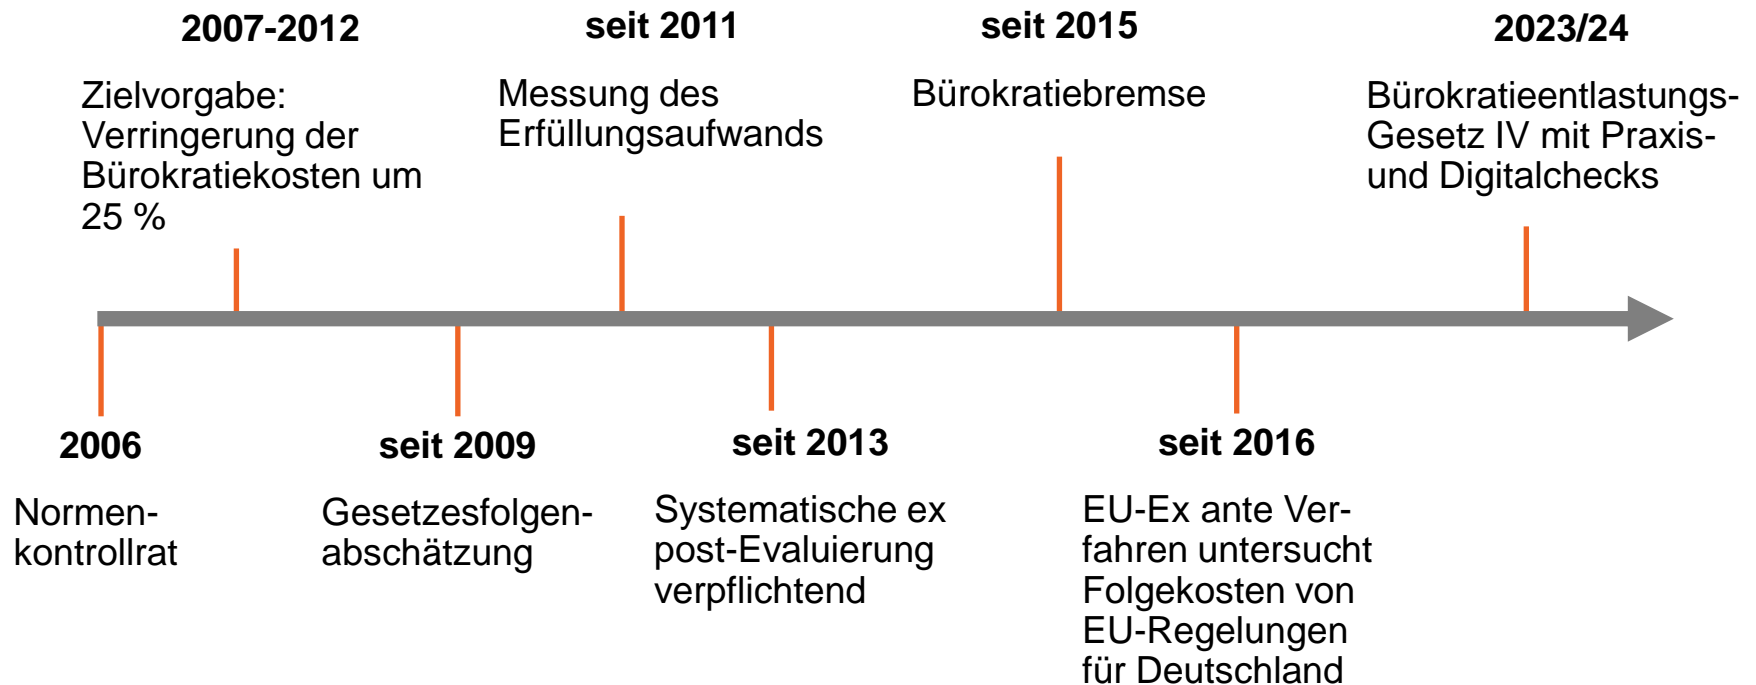 2007-2012
Zielvorgabe:
Verringerung der
Bürokratiekosten um
25 %
seit 2011
Messung des
Erfüllungsaufwands
seit 2015
Bürokratiebremse
2023/24
Bürokratieentlastungs-
Gesetz IV mit Praxis-
und Digitalchecks
2006
Normen-
kontrollrat
seit 2009
Gesetzesfolgen-
abschätzung
seit 2013
Systematische ex
post-Evaluierung
verpflichtend
seit 2016
EU-Ex ante Ver-
fahren untersucht
Folgekosten von
EU-Regelungen
für Deutschland